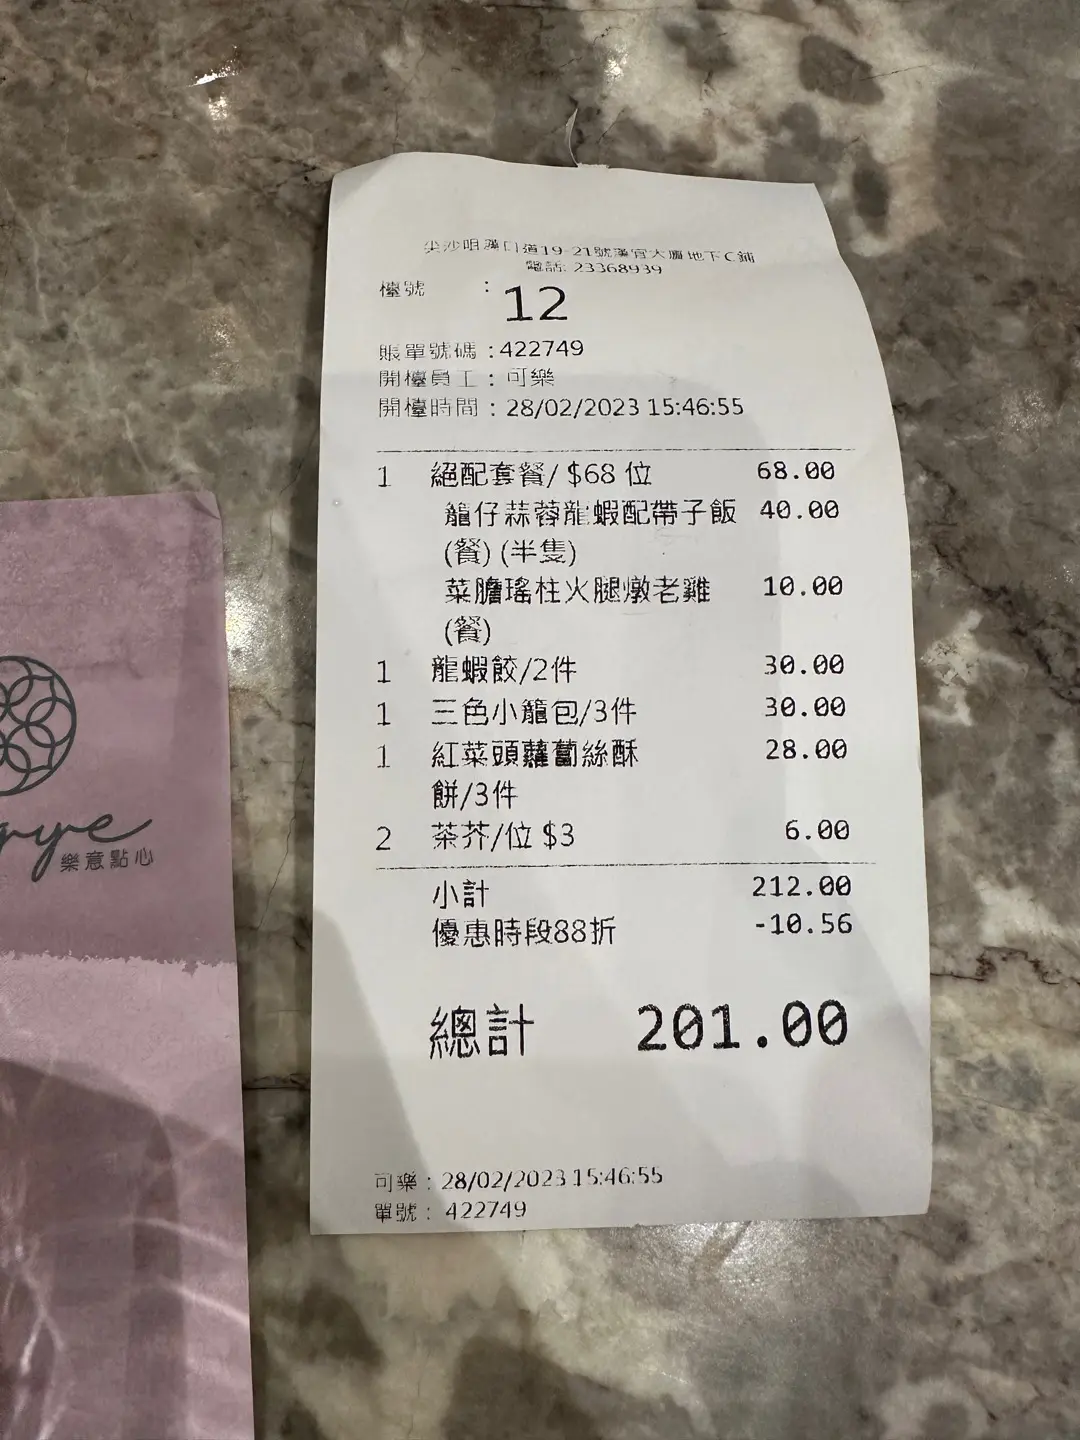 尖沙咀漢口道19-21號漢宜大廈地下C鋪
電話: 23368939
檯號 : 12
賬單號碼 : 422749
開檯員工 : 可樂
開檯時間 : 28/02/2023 15:46:55
1 絕配套餐/ $68 位 68.00
籠仔蒜蓉龍蝦配帶子飯 40.00
(餐) (半隻)
菜膽瑤柱火腿燉老雞 10.00
(餐)
1 龍蝦餃/2件 30.00
1 三色小籠包/3件 30.00
1 紅菜頭蘿蔔絲酥 28.00
餅/3件
2 茶芥/位 $3 6.00
小計 212.00
優惠時段88折 -10.56
總計 201.00
可樂 : 28/02/2023 15:46:55
單號 : 422749
樂意點心